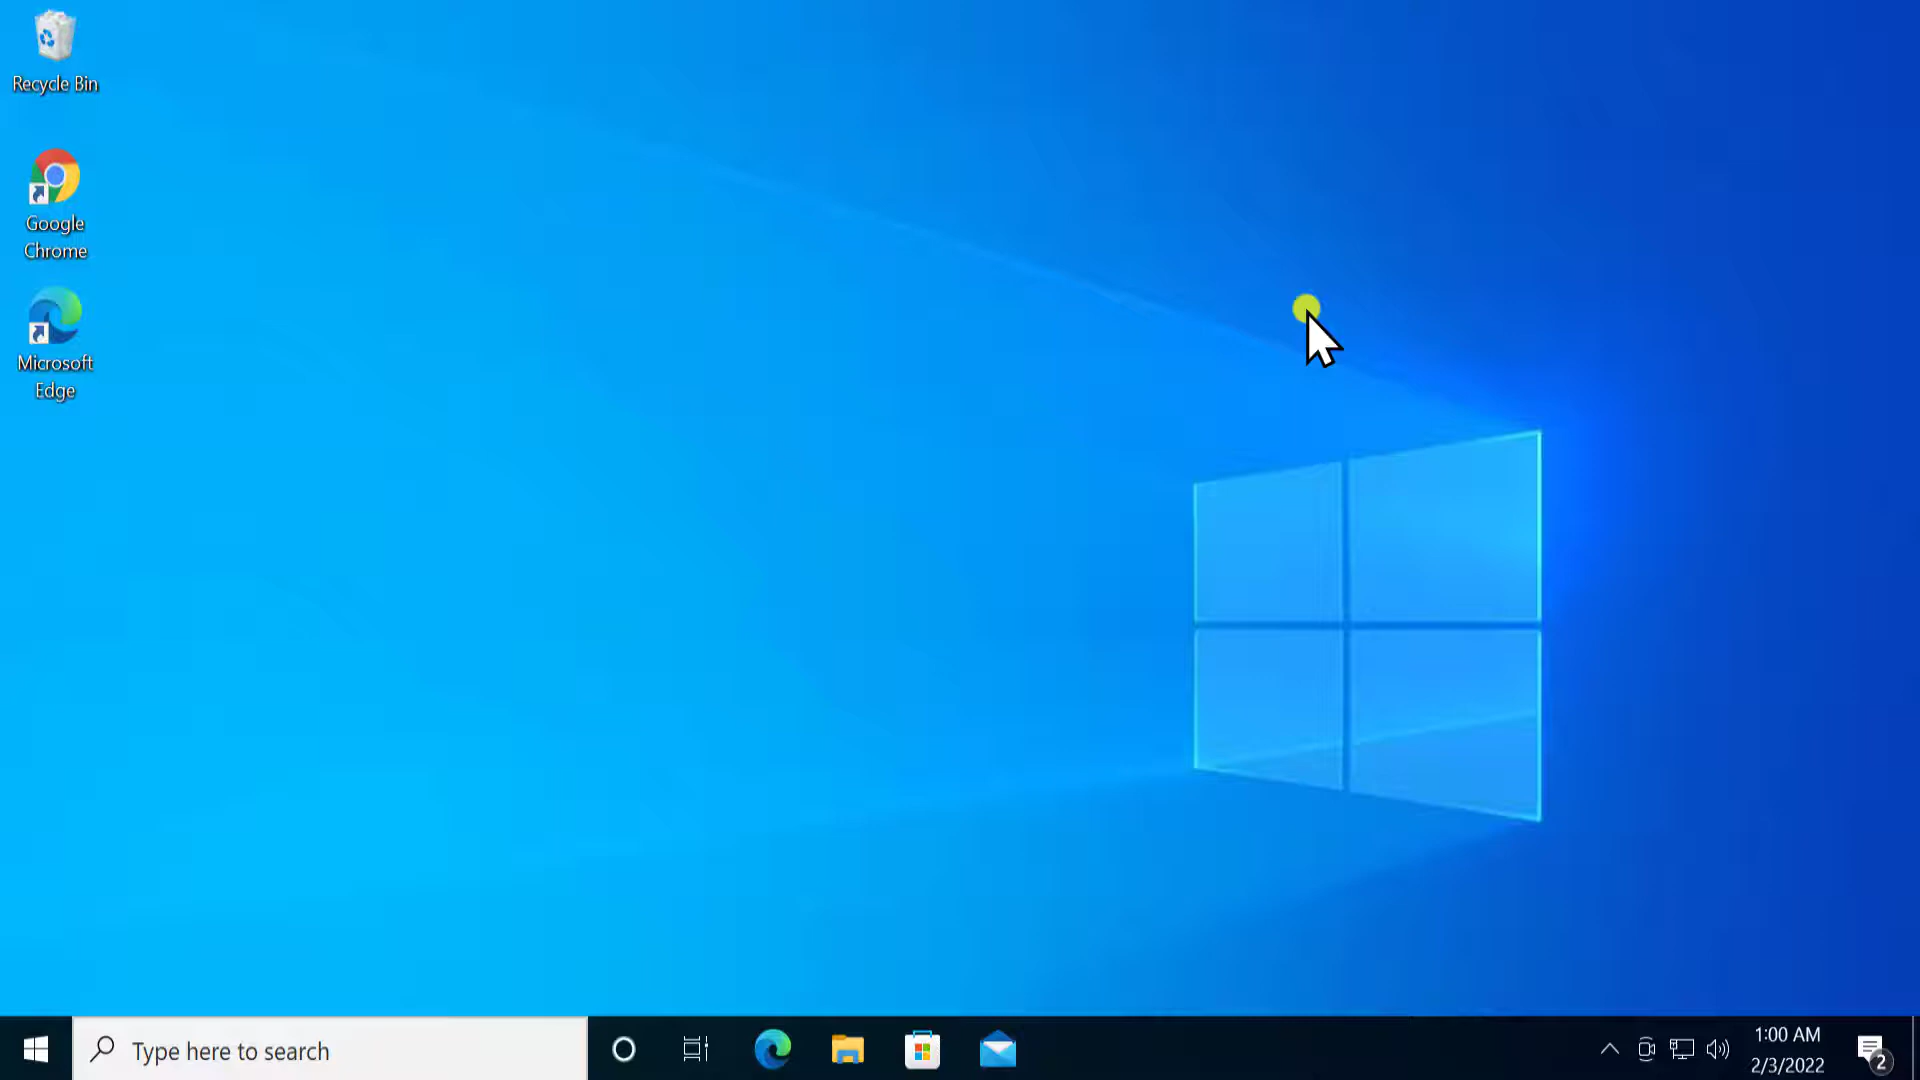 Recycle Bin
Google
Chrome
Microsoft
Edge
Type here to search
1:00 AM
2/3/2022
2